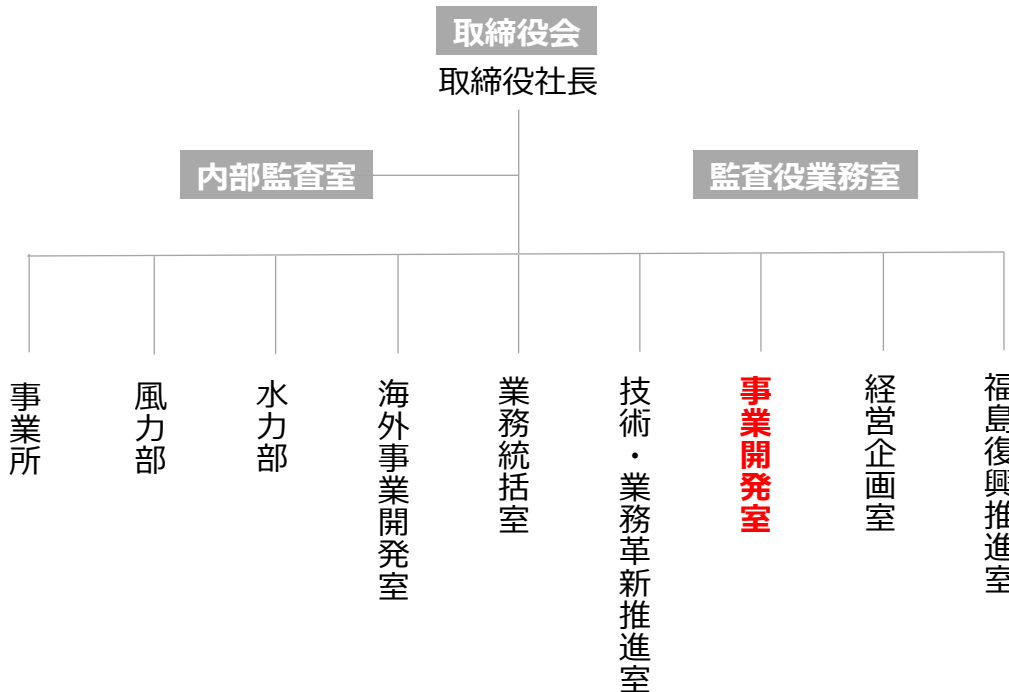 取締役会
取締役社長
内部監査室
監査役業務室
事業所
風力部
水力部
海外事業開発室
業務統括室
技術・業務革新推進室
事業開発室
経営企画室
福島復興推進室